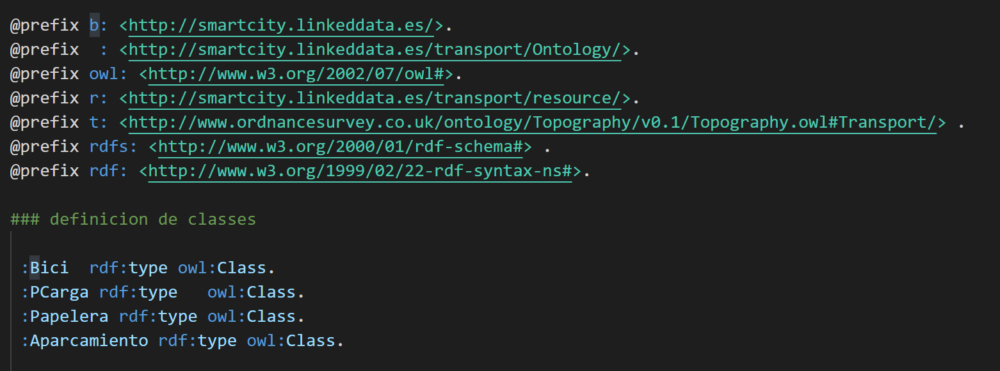 @prefix b: <http://smartcity.linkeddata.es/>.
@prefix  : <http://smartcity.linkeddata.es/transport/Ontology/>.
@prefix owl: <http://www.w3.org/2002/07/owl#>.
@prefix r: <http://smartcity.linkeddata.es/transport/resource/>.
@prefix t: <http://www.ordnancesurvey.co.uk/ontology/Topography/v0.1/Topography.owl#Transport/> .
@prefix rdfs: <http://www.w3.org/2000/01/rdf-schema#> .
@prefix rdf: <http://www.w3.org/1999/02/22-rdf-syntax-ns#>.
### definicion de classes
:Bici  rdf:type owl:Class.
:PCarga rdf:type   owl:Class.
:Papelera rdf:type owl:Class.
:Aparcamiento rdf:type owl:Class.